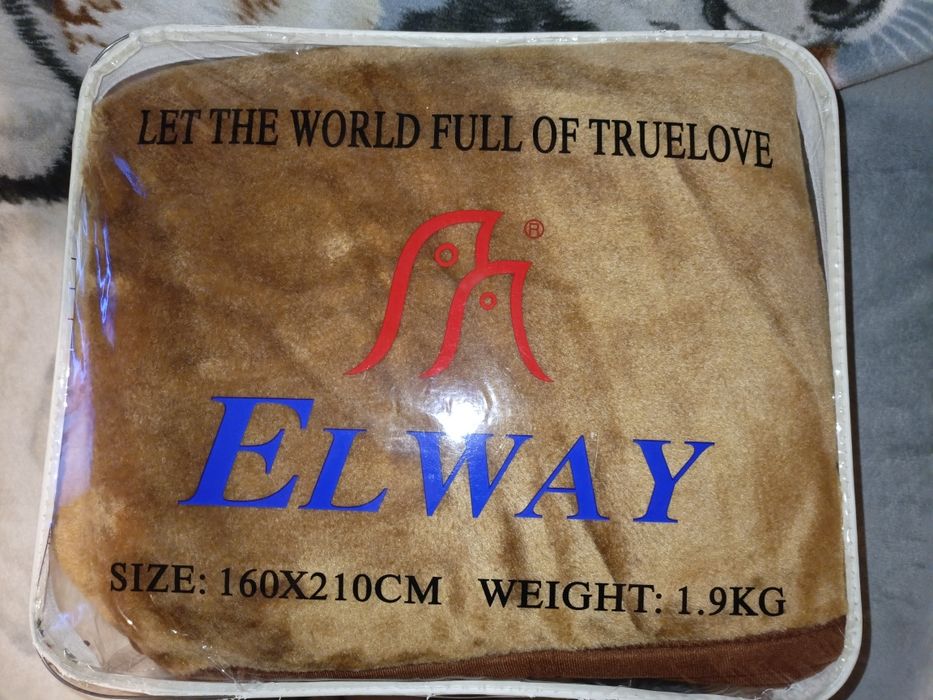 LET THE WORLD FULL OF TRUELOVE
®
ELWAY
SIZE: 160X210CM WEIGHT: 1.9KG